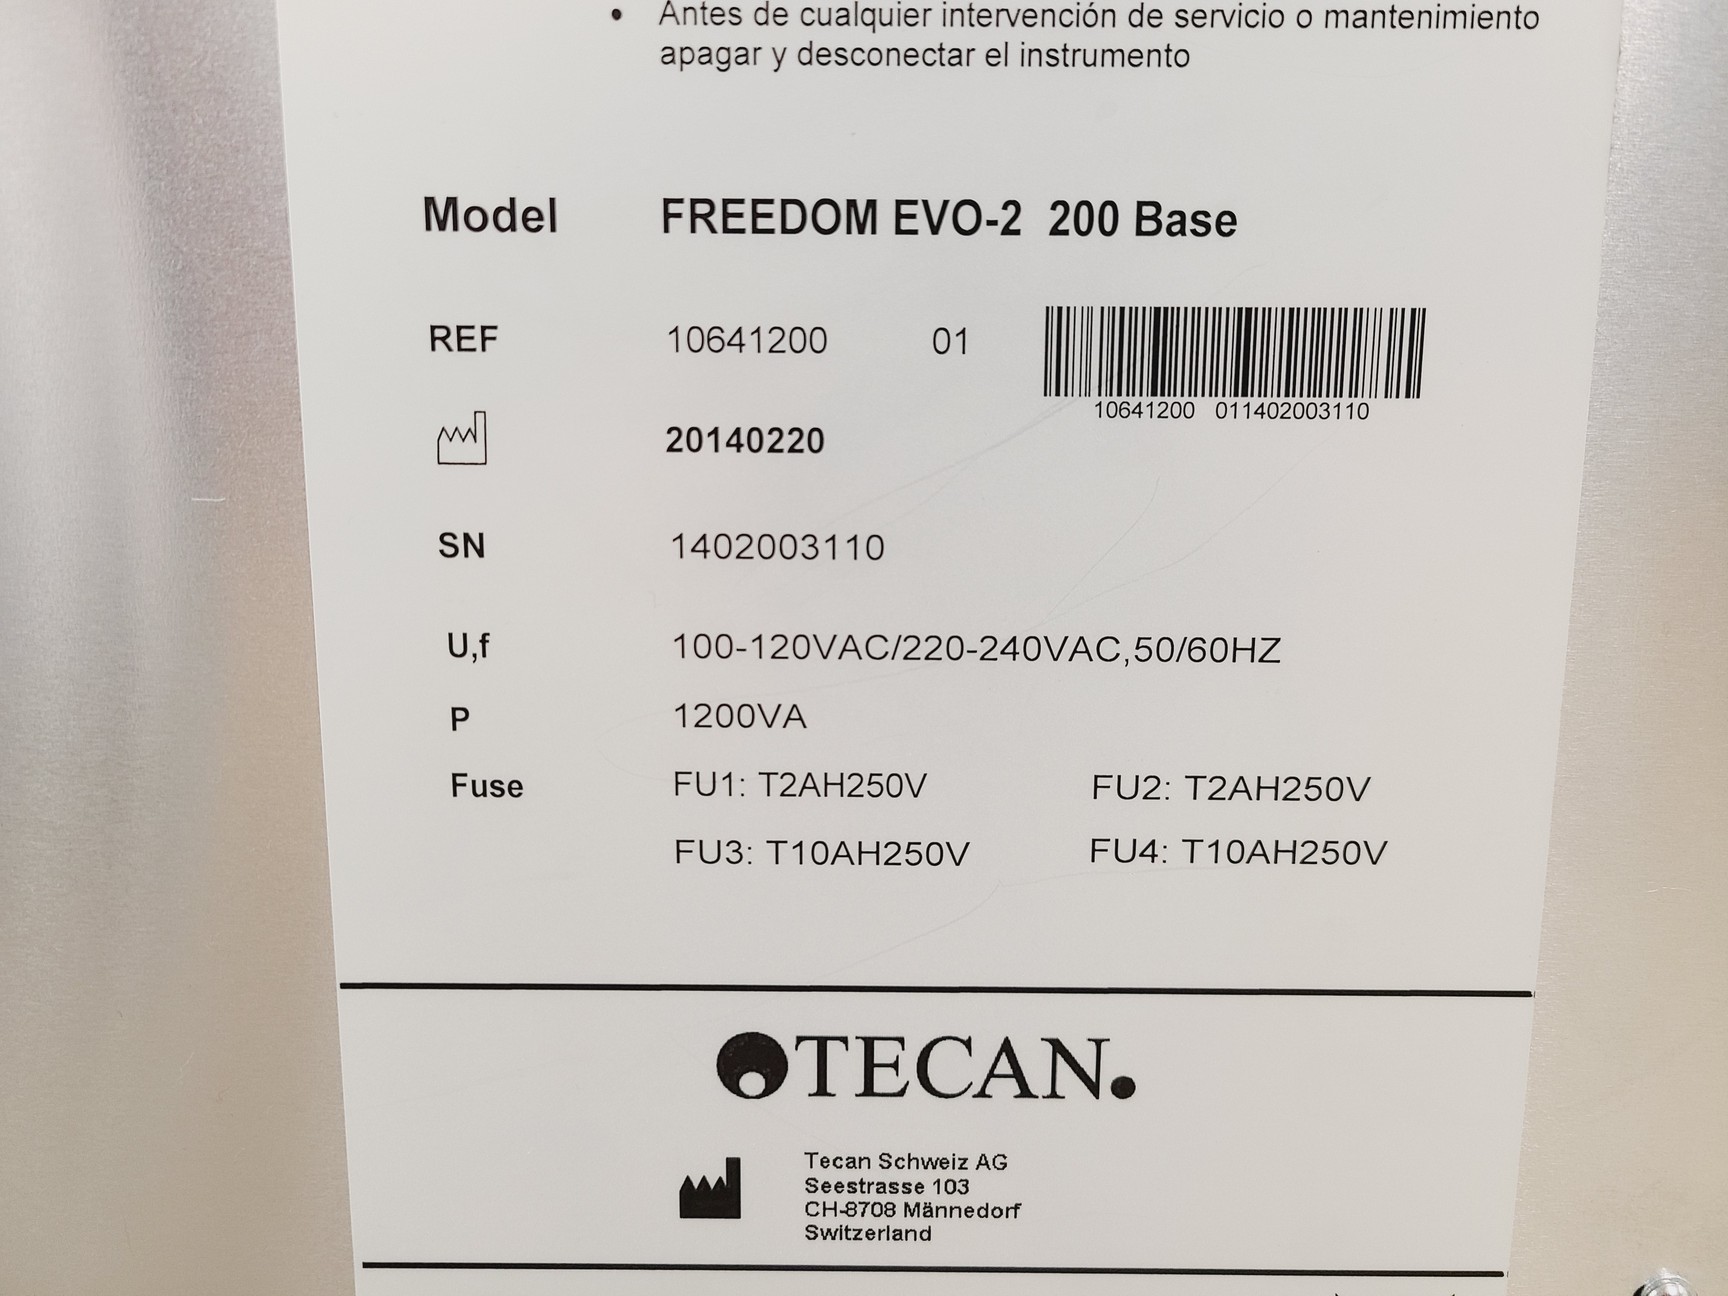 • Antes de cualquier intervención de servicio o mantenimiento
apagar y desconectar el instrumento
Model FREEDOM EVO-2 200 Base
REF 10641200 01
10641200 011402003110
20140220
SN 1402003110
U,f 100-120VAC/220-240VAC,50/60HZ
P 1200VA
Fuse FU1: T2AH250V FU2: T2AH250V
FU3: T10AH250V FU4: T10AH250V
TECAN.
Tecan Schweiz AG
Seestrasse 103
CH-8708 Männedorf
Switzerland